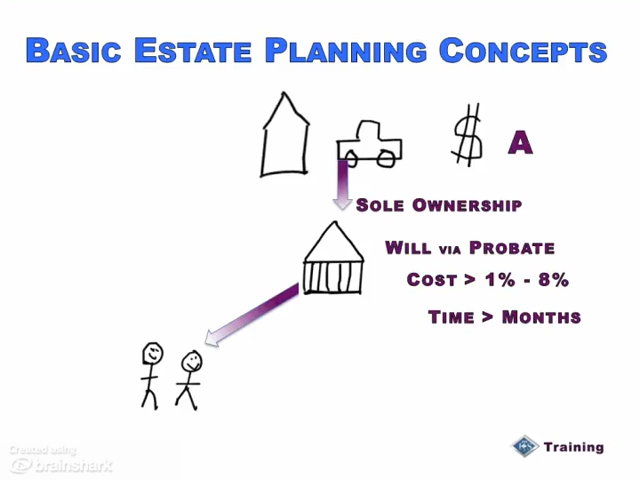 BASIC ESTATE PLANNING CONCEPTS
$ A
SOLE OWNERSHIP
WILL VIA PROBATE
COST > 1% - 8%
TIME > MONTHS
Training
Created using
brainshark